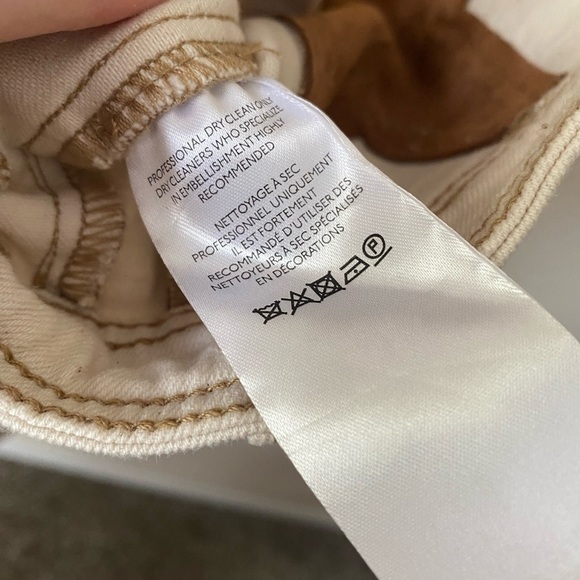 PROFESSIONAL DRY CLEAN ONLY
DRY CLEANERS WHO SPECIALIZE
IN EMBELLISHMENT HIGHLY
RECOMMENDED
NETTOYAGE À SEC
PROFESSIONNEL UNIQUEMENT
IL EST FORTEMENT
RECOMMANDÉ D'UTILISER DES
NETTOYEURS À SEC SPÉCIALISÉS
EN DÉCORATIONS
P